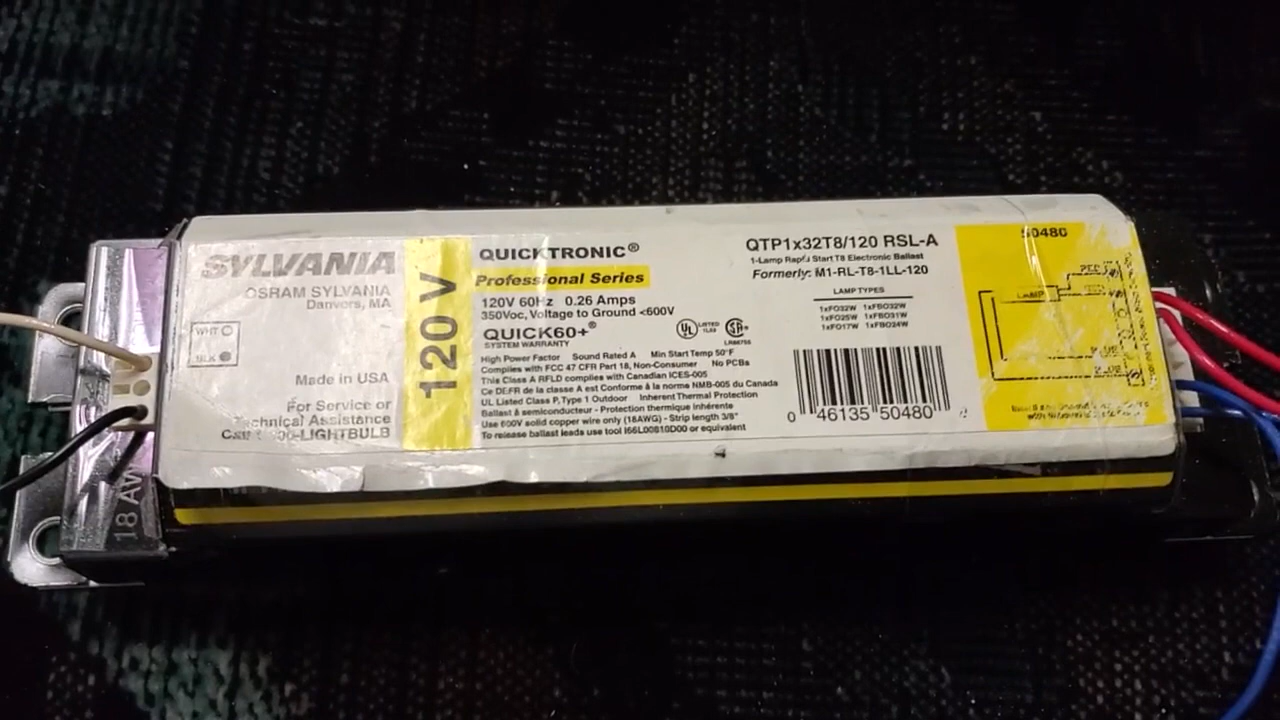 SYLVANIA
OSRAM SYLVANIA
Danvers, MA
WHT
BLK
Made in USA
For Service or
Technical Assistance
-LIGHTBULB
18 AW
120 V
QUICKTRONIC®
Professional Series
120V 60Hz 0.26 Amps
350Voc, Voltage to Ground <600V
QUICK60+®
SYSTEM WARRANTY
UL LISTED
High Power Factor Sound Rated A Min Start Temp 50°F
Complies with FCC 47 CFR Part 18, Non-Consumer No PCBs
This Class A RFLD complies with Canadian ICES-005
Ce DEFR de la classe A est Conforme à la norme NMB-005 du Canada
UL Listed Class P, Type 1 Outdoor Inherent Thermal Protection
Ballast à semiconducteur - Protection thermique inhérente
Use 600V solid copper wire only (18AWG) - Strip length 3/8"
To release ballast leads use tool I66L00810D00 or equivalent
QTP1x32T8/120 RSL-A
1-Lamp Rapid Start T8 Electronic Ballast
Formerly: M1-RL-T8-1LL-120
LAMP TYPES
1xFO32W 1xFBO32W
1xFO25W 1xFBO31W
1xFO17W 1xFBO24W
0 46135 50480
50480
RED
LAMP
BLUE
BLUE